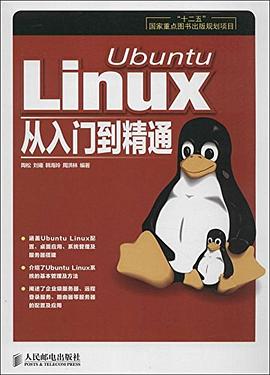 “十二五”
国家重点图书出版规划项目
Ubuntu
Linux
从入门到精通
陶松 刘雍 韩海玲 周洪林 编著
涵盖Ubuntu Linux配
置、桌面应用、系统管理及
服务器搭建
介绍了Ubuntu Linux系
统的基本管理及方法
阐述了企业级服务器、远程
登录服务、路由器等服务器
的配置及应用
人民邮电出版社
POSTS & TELECOM PRESS